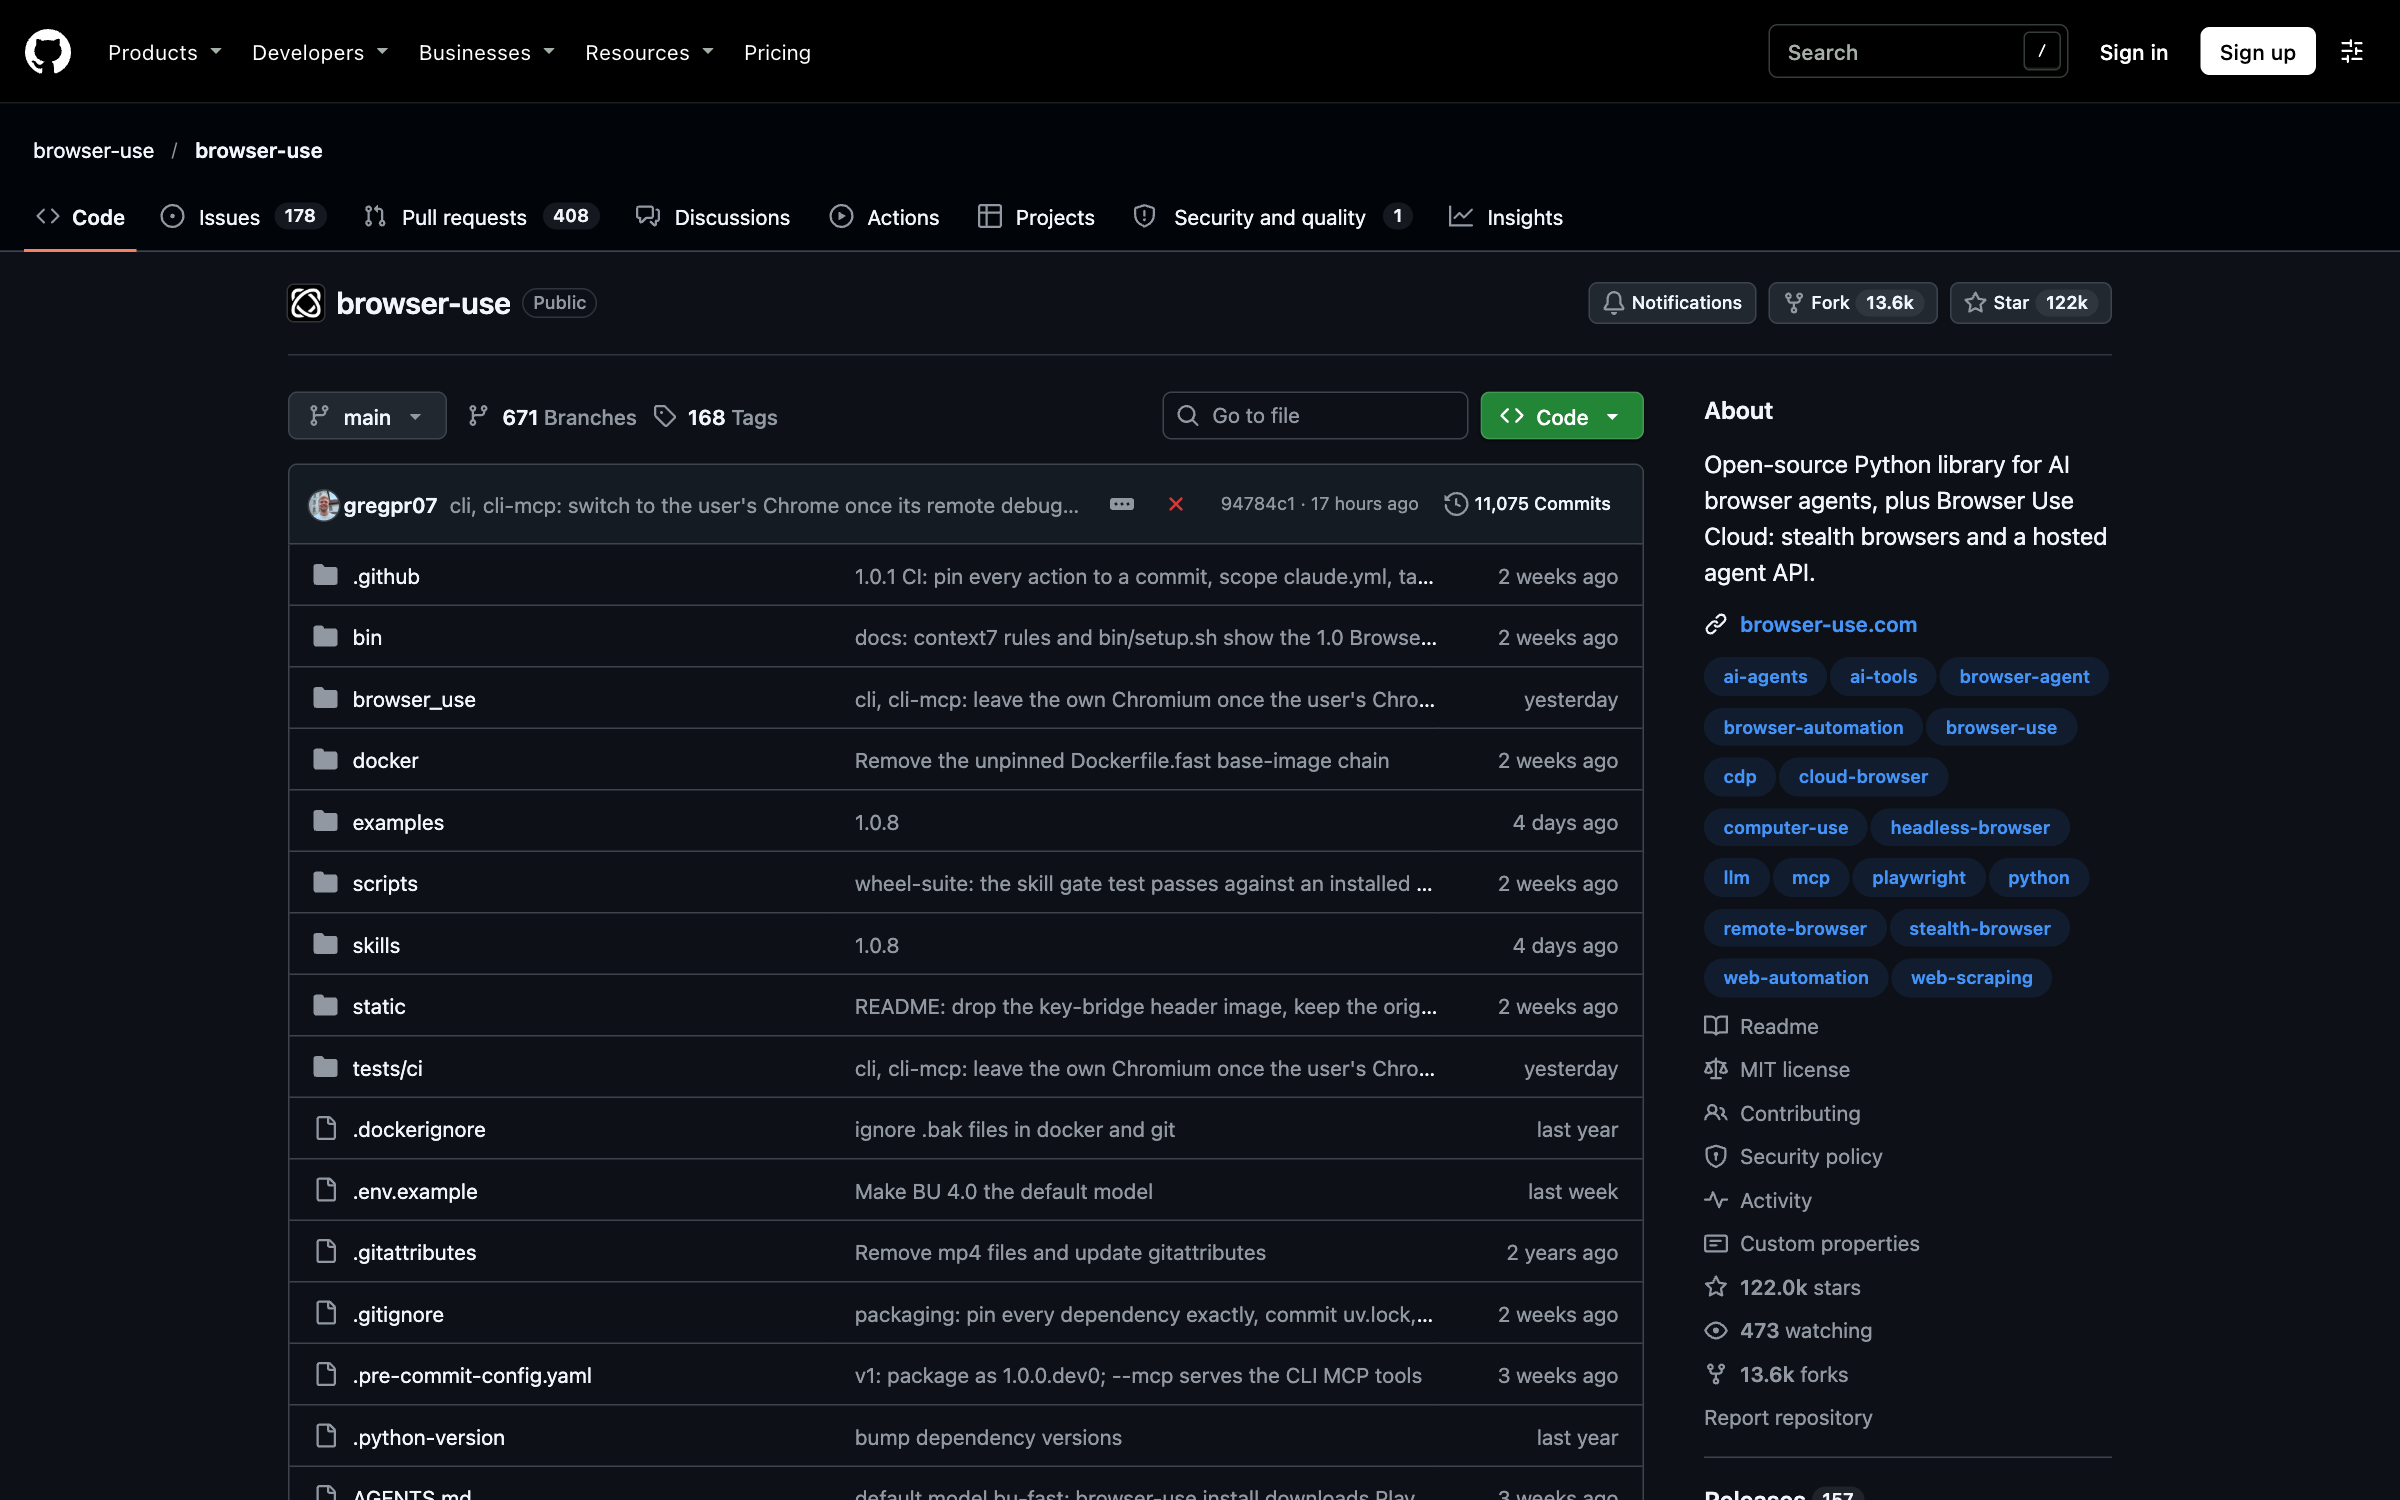 Products Developers Businesses Resources Pricing Search / Sign in Sign up
browser-use / browser-use
Code Issues 178 Pull requests 408 Discussions Actions Projects Security and quality 1 Insights
browser-use Public Notifications Fork 13.6k Star 122k
main 671 Branches 168 Tags Go to file Code
gregpr07 cli, cli-mcp: switch to the user's Chrome once its remote debug... 94784c1 · 17 hours ago 11,075 Commits
.github 1.0.1 CI: pin every action to a commit, scope claude.yml, ta... 2 weeks ago
bin docs: context7 rules and bin/setup.sh show the 1.0 Browse... 2 weeks ago
browser_use cli, cli-mcp: leave the own Chromium once the user's Chro... yesterday
docker Remove the unpinned Dockerfile.fast base-image chain 2 weeks ago
examples 1.0.8 4 days ago
scripts wheel-suite: the skill gate test passes against an installed ... 2 weeks ago
skills 1.0.8 4 days ago
static README: drop the key-bridge header image, keep the orig... 2 weeks ago
tests/ci cli, cli-mcp: leave the own Chromium once the user's Chro... yesterday
.dockerignore ignore .bak files in docker and git last year
.env.example Make BU 4.0 the default model last week
.gitattributes Remove mp4 files and update gitattributes 2 years ago
.gitignore packaging: pin every dependency exactly, commit uv.lock,... 2 weeks ago
.pre-commit-config.yaml v1: package as 1.0.0.dev0; --mcp serves the CLI MCP tools 3 weeks ago
.python-version bump dependency versions last year
AGENTS.md default model bu-fast; browser-use install downloads Play... 3 weeks ago
About
Open-source Python library for AI
browser agents, plus Browser Use
Cloud: stealth browsers and a hosted
agent API.
browser-use.com
ai-agents ai-tools browser-agent
browser-automation browser-use
cdp cloud-browser
computer-use headless-browser
llm mcp playwright python
remote-browser stealth-browser
web-automation web-scraping
Readme
MIT license
Contributing
Security policy
Activity
Custom properties
122.0k stars
473 watching
13.6k forks
Report repository
Releases 157